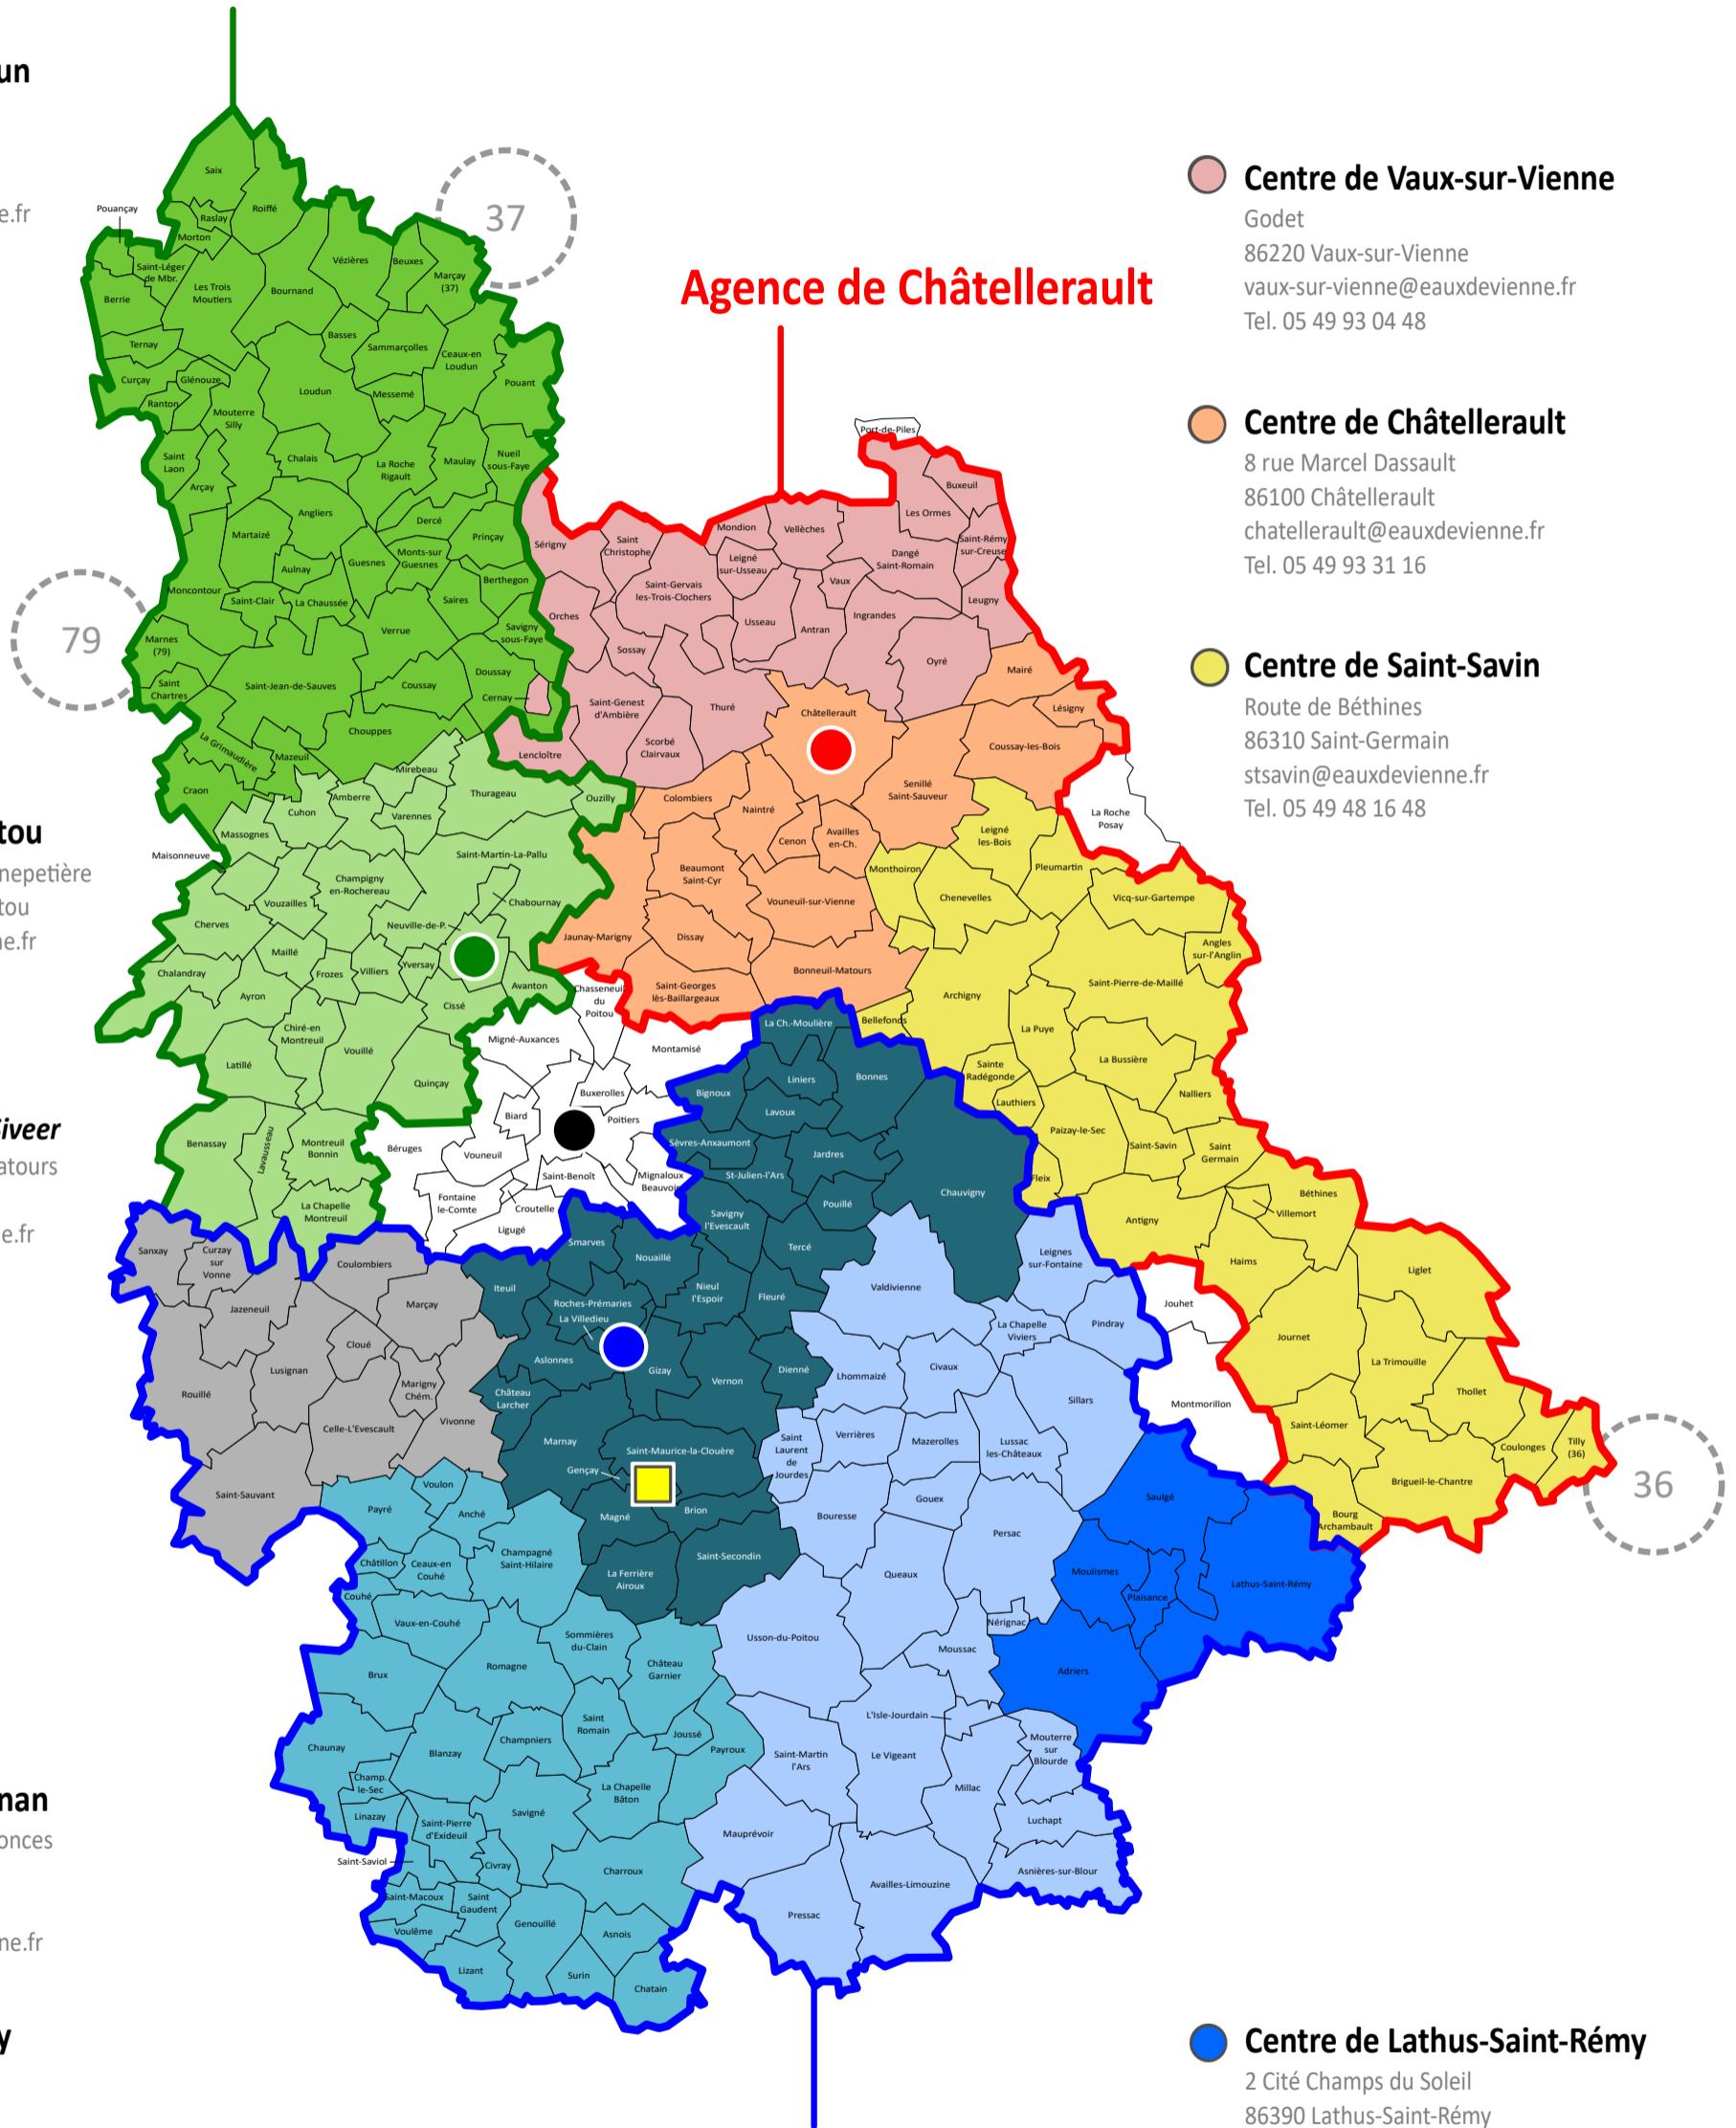 un
e.fr
37
Agence de Châtellerault
Centre de Vaux-sur-Vienne
Godet
86220 Vaux-sur-Vienne
vaux-sur-vienne@eauxdevienne.fr
Tel. 05 49 93 04 48
Centre de Châtellerault
8 rue Marcel Dassault
86100 Châtellerault
chatellerault@eauxdevienne.fr
Tel. 05 49 93 31 16
Centre de Saint-Savin
Route de Béthines
86310 Saint-Germain
stsavin@eauxdevienne.fr
Tel. 05 49 48 16 48
79
tou
nepetière
tou
ne.fr
Siveer
atours
e.fr
nan
onces
ne.fr
y
36
Centre de Lathus-Saint-Rémy
2 Cité Champs du Soleil
86390 Lathus-Saint-Rémy
Saix
Raslay
Roiffé
Pouançay
Morton
Saint-Léger
de Mbr.
Berrie
Les Trois
Moutiers
Bournand
Vézières
Beuxes
Marçay
(37)
Ternay
Basses
Sammarçolles
Ceaux-en
Loudun
Curçay
Glénouze
Ranton
Loudun
Messemé
Pouant
Mouterre
Silly
Saint
Laon
Arçay
Chalais
La Roche
Rigault
Maulay
Nueil
sous-Faye
Angliers
Martaizé
Dercé
Prinçay
Monts-sur
Guesnes
Guesnes
Aulnay
Berthegon
Moncontour
Saint-Clair
La Chaussée
Saires
Verrue
Savigny
sous-Faye
Marnes
(79)
Saint
Chartres
Saint-Jean-de-Sauves
Coussay
Doussay
Cernay
Chouppes
La Grimaudière
Mazeuil
Craon
Mirebeau
Amberre
Thurageau
Ouzilly
Cuhon
Varennes
Massognes
Maisonneuve
Saint-Martin-La-Pallu
Champigny
en-Rochereau
Vouzailles
Chabournay
Cherves
Neuville-de-P.
Maillé
Chalandray
Frozes
Villiers
Yversay
Avanton
Ayron
Cissé
Chiré-en
Montreuil
Vouillé
Latillé
Quinçay
Benassay
Lavausseau
Montreuil
Bonnin
La Chapelle
Montreuil
Port-de-Piles
Buxeuil
Les Ormes
Mondion
Vellèches
Saint-Rémy
sur-Creuse
Sérigny
Saint
Christophe
Leigné
sur-Usseau
Dangé
Saint-Romain
Saint-Gervais
les-Trois-Clochers
Vaux
Leugny
Orches
Usseau
Antran
Ingrandes
Sossay
Oyré
Saint-Genest
d'Ambière
Thuré
Scorbé
Clairvaux
Lencloître
Mairé
Lésigny
Châtellerault
Coussay-les-Bois
Senillé
Saint-Sauveur
Colombiers
Naintré
Cenon
Availles
en-Ch.
Beaumont
Saint-Cyr
Vouneuil-sur-Vienne
Jaunay-Marigny
Dissay
Bonneuil-Matours
Saint-Georges
lès-Baillargeaux
La Roche
Posay
Leigné
les-Bois
Pleumartin
Monthoiron
Chenevelles
Vicq-sur-Gartempe
Angles
sur-l'Anglin
Archigny
Saint-Pierre-de-Maillé
Bellefonds
La Puye
La Bussière
Sainte
Radégonde
Lauthiers
Nalliers
Paizay-le-Sec
Saint-Savin
Saint
Germain
Fleix
Béthines
Villemort
Antigny
Haims
Liglet
Journet
La Trimouille
Thollet
Saint-Léomer
Coulonges
Tilly
(36)
Brigueil-le-Chantre
Bourg
Archambault
Chasseneuil
du
Poitou
Migné-Auxances
Montamisé
Buxerolles
Biard
Poitiers
Béruges
Vouneuil
Saint-Benoît
Mignaloux
Beauvoir
Fontaine
le-Comte
Croutelle
Ligugé
Jouhet
Montmorillon
La Ch.-Moulière
Liniers
Bonnes
Bignoux
Lavoux
Sèvres-Anxaumont
Jardres
St-Julien-l'Ars
Chauvigny
Pouillé
Savigny
l'Evescault
Tercé
Smarves
Nouaillé
Iteuil
Nieul
l'Espoir
Fleuré
Roches-Prémaries
La Villedieu
Aslonnes
Gizay
Vernon
Dienné
Château
Larcher
Marnay
Saint-Maurice-la-Clouère
Gençay
Brion
Magné
Saint-Secondin
La Ferrière
Airoux
Sanxay
Curzay
sur
Vonne
Coulombiers
Jazeneuil
Marçay
Cloué
Lusignan
Rouillé
Marigny
Chém.
Celle-L'Evescault
Vivonne
Saint-Sauvant
Voulon
Payré
Anché
Châtillon
Ceaux-en
Couhé
Champagné
Saint-Hilaire
Couhé
Vaux-en-Couhé
Sommières
du-Clain
Brux
Romagne
Château
Garnier
Saint
Romain
Joussé
Payroux
Chaunay
Blanzay
Champniers
Champ.
le-Sec
La Chapelle
Bâton
Linazay
Saint-Pierre
d'Exideuil
Savigné
Saint-Saviol
Civray
Charroux
Saint-Macoux
Saint
Gaudent
Genouillé
Voulême
Asnois
Lizant
Surin
Chatain
Leignes
sur-Fontaine
Valdivienne
La Chapelle
Viviers
Pindray
Civaux
Lhommaizé
Sillars
Saint
Laurent
de
Jourdes
Verrières
Mazerolles
Lussac
les-Châteaux
Gouex
Bouresse
Persac
Queaux
Nérignac
Usson-du-Poitou
Moussac
L'Isle-Jourdain
Mouterre
sur
Blourde
Saint-Martin
l'Ars
Le Vigeant
Millac
Mauprévoir
Luchapt
Asnières-sur-Blour
Availles-Limouzine
Pressac
Saulgé
Moulismes
Plaisance
Lathus-Saint-Rémy
Adriers